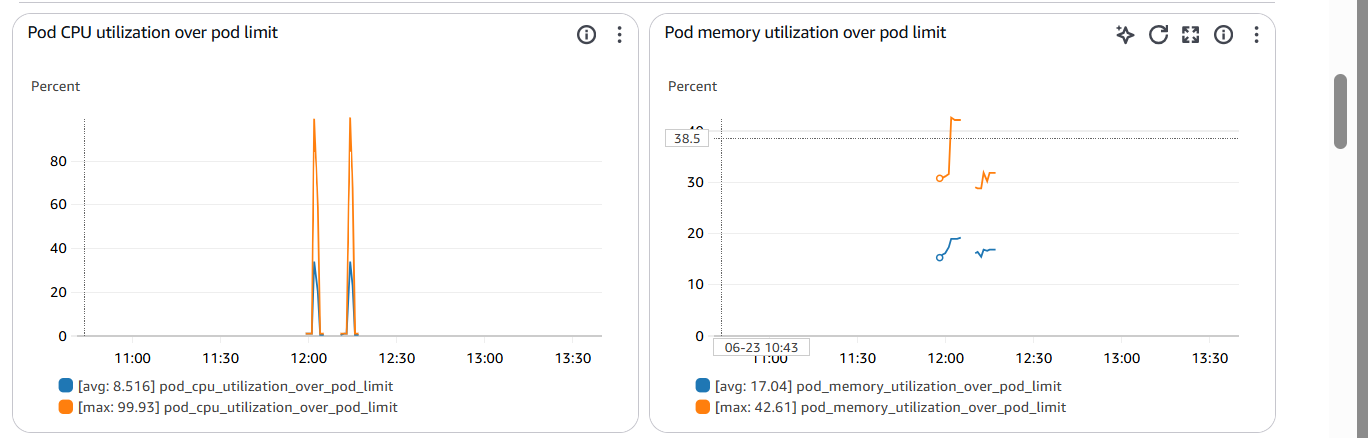 Pod CPU utilization over pod limit
Percent
80
60
40
20
0
11:00 11:30 12:00 12:30 13:00 13:30
[avg: 8.516] pod_cpu_utilization_over_pod_limit
[max: 99.93] pod_cpu_utilization_over_pod_limit
Pod memory utilization over pod limit
Percent
40
38.5
30
20
10
0
06-23 10:43
11:00 11:30 12:00 12:30 13:00 13:30
[avg: 17.04] pod_memory_utilization_over_pod_limit
[max: 42.61] pod_memory_utilization_over_pod_limit